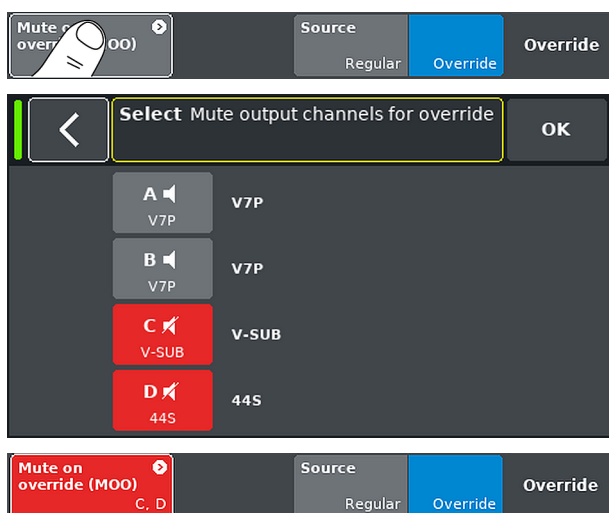 Mute
Source
OO)
Regular
Override
Override
Select Mute output channels for override
OK
A
V7P
V7P
B
V7P
V7P
C
V-SUB
V-SUB
D
44S
44S
Mute on
override (MOO)
C, D
Source
Regular
Override
Override